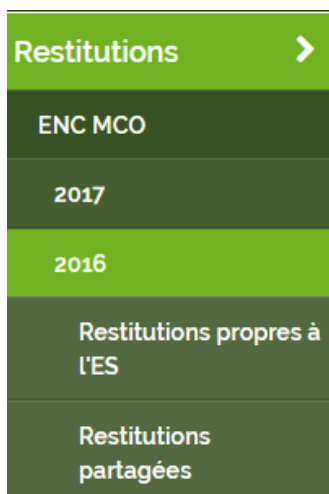 Restitutions
ENC MCO
2017
2016
Restitutions propres à
l'ES
Restitutions
partagées